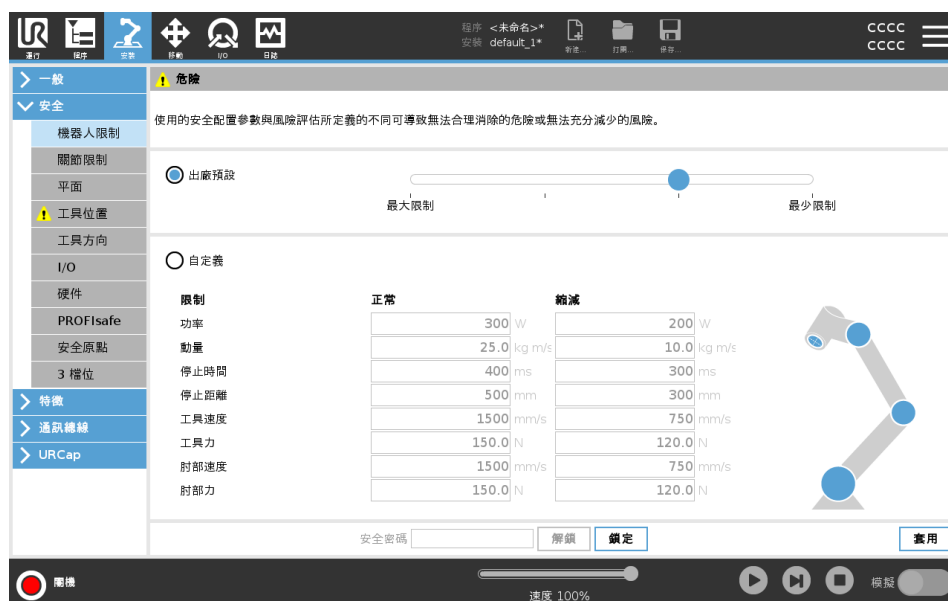 UR
運行
程序
安裝
移動
I/O
日誌
程序 <未命名>*
安裝 default_1*
新建...
打開...
保存...
CCCC
CCCC
一般
安全
機器人限制
關節限制
平面
工具位置
工具方向
I/O
硬件
PROFIsafe
安全原點
3 檔位
特徵
通訊總線
URCap
危險
使用的安全配置參數與風險評估所定義的不同可導致無法合理消除的危險或無法充分減少的風險。
出廠預設
最大限制 最少限制
自定義
限制 正常 縮減
功率 300 W 200 W
動量 25.0 kg m/s 10.0 kg m/s
停止時間 400 ms 300 ms
停止距離 500 mm 300 mm
工具速度 1500 mm/s 750 mm/s
工具力 150.0 N 120.0 N
肘部速度 1500 mm/s 750 mm/s
肘部力 150.0 N 120.0 N
安全密碼 解鎖 鎖定 套用
關機
速度 100%
模擬